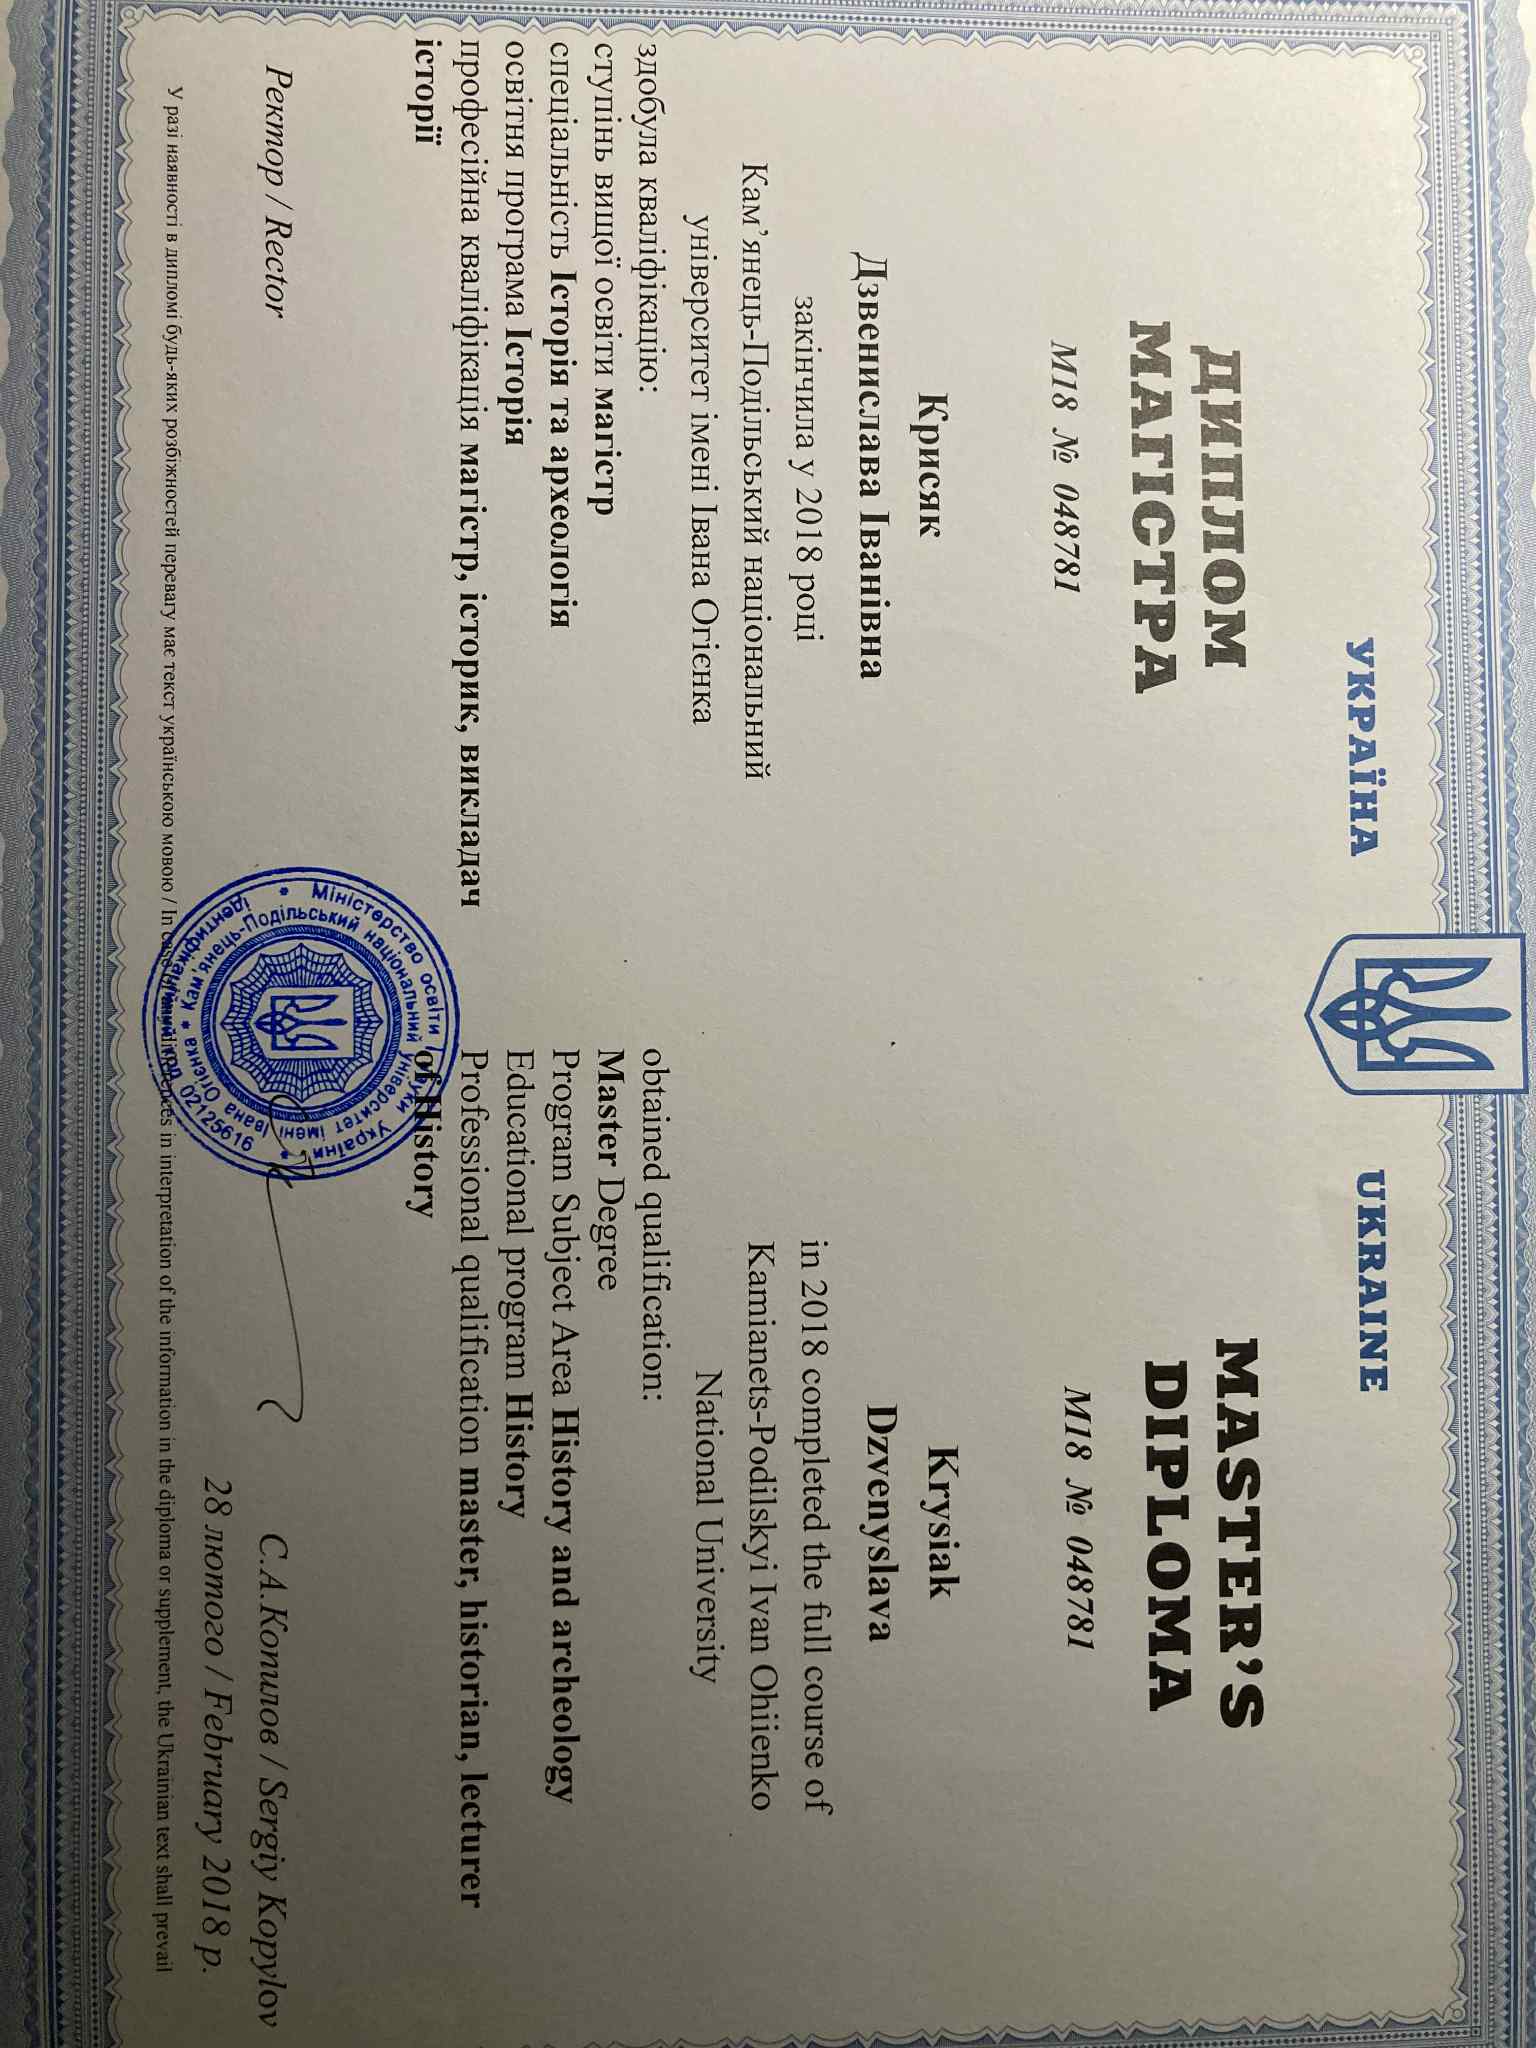 УКРАЇНА
ДИПЛОМ
МАГІСТРА
М18 № 048781
Крисяк
Дзвенислава Іванівна
закінчила у 2018 році
Кам’янець-Подільський національний
університет імені Івана Огієнка
здобула кваліфікацію:
ступінь вищої освіти магістр
спеціальність Історія та археологія
освітня програма Історія
професійна кваліфікація магістр, історик, викладач
історії
UKRAINE
MASTER’S
DIPLOMA
М18 № 048781
Krysiak
Dzvenyslava
in 2018 completed the full course of
Kamianets-Podilskyi Ivan Ohiienko
National University
obtained qualification:
Master Degree
Program Subject Area History and archeology
Educational program History
Professional qualification master, historian, lecturer
of History
Міністерство освіти і науки України
Кам'янець-Подільський національний університет імені Івана Огієнка
ідентифікаційний код 02125616
Ректор / Rector
С.А.Копилов / Sergiy Kopylov
28 лютого / February 2018 р.
У разі наявності в дипломі будь-яких розбіжностей перевагу має текст українською мовою / In case of any differences in interpretation of the information in the diploma or supplement, the Ukrainian text shall prevail